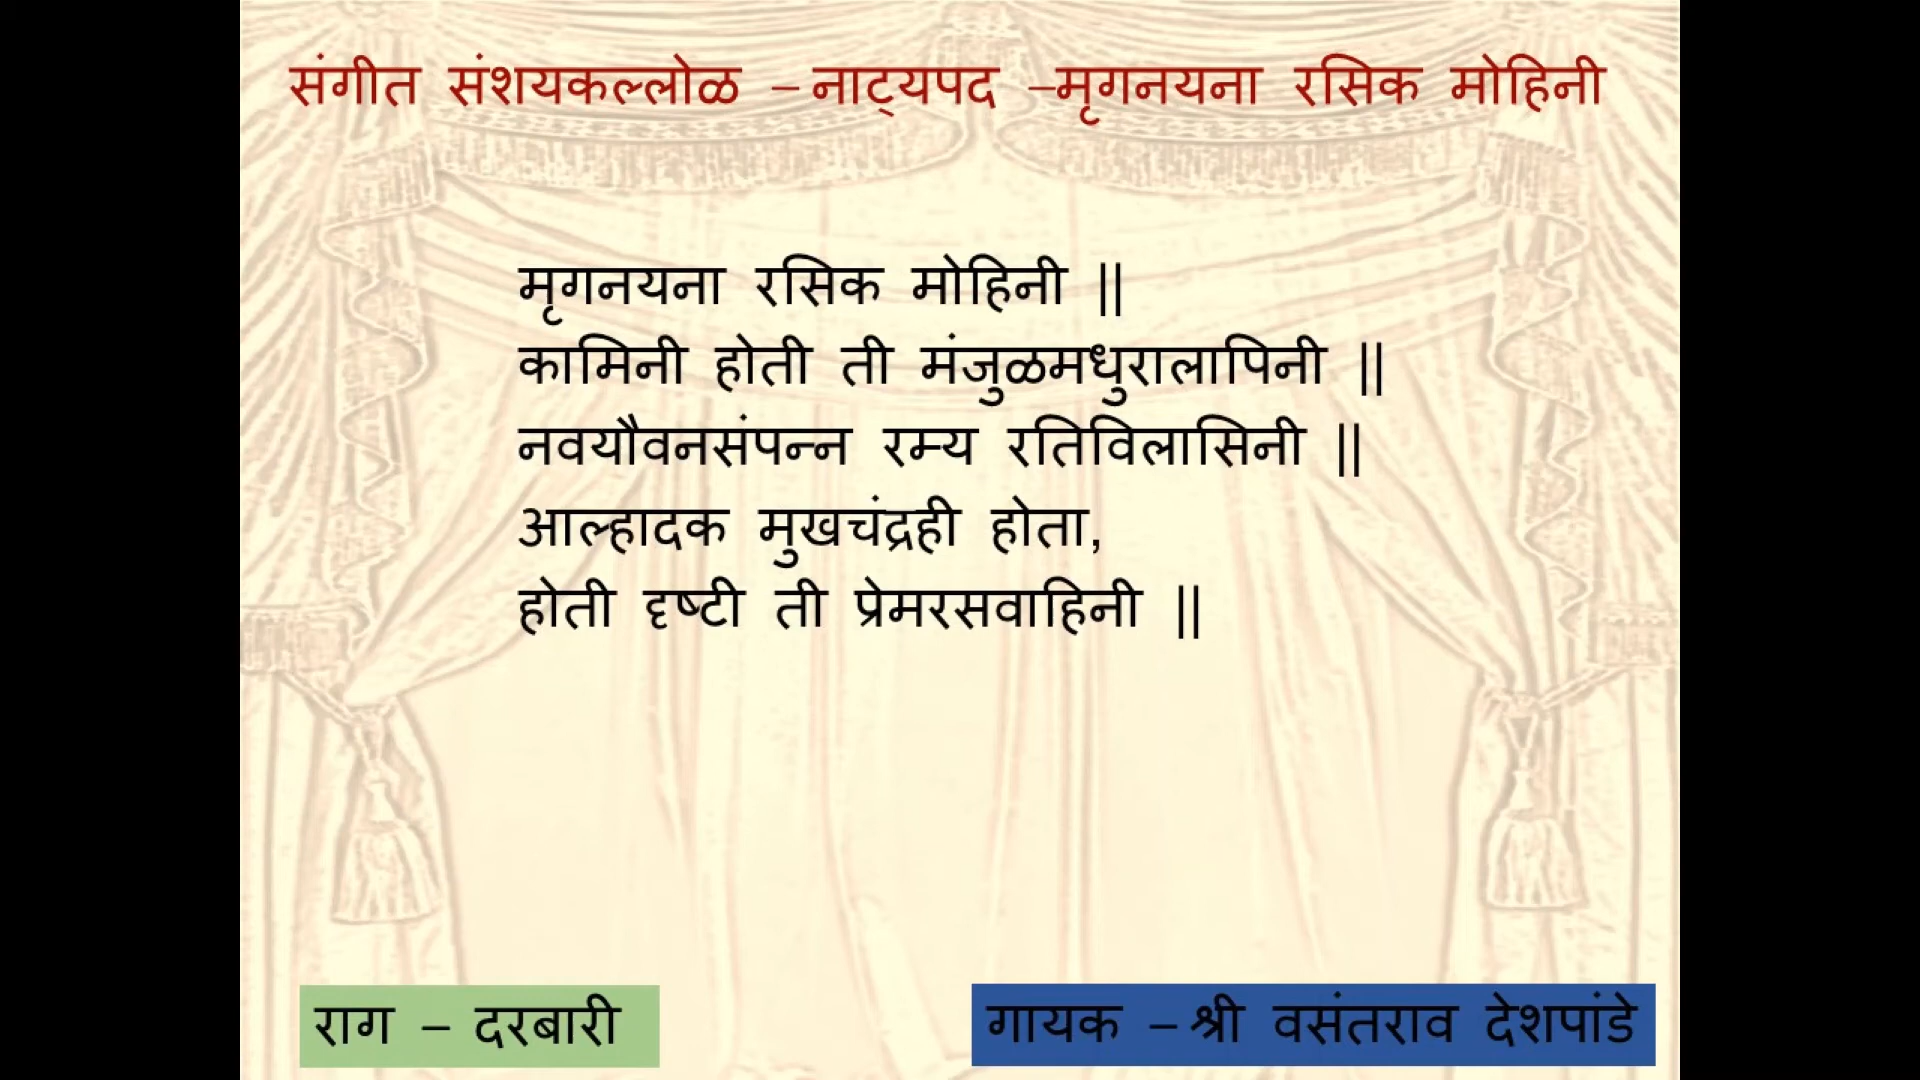 संगीत संशयकल्लोळ – नाट्यपद –मृगनयना रसिक मोहिनी
मृगनयना रसिक मोहिनी ||
कामिनी होती ती मंजुळमधुरालापिनी ||
नवयौवनसंपन्न रम्य रतिविलासिनी ||
आल्हादक मुखचंद्रही होता,
होती दृष्टी ती प्रेमरसवाहिनी ||
राग – दरबारी
गायक – श्री वसंतराव देशपांडे